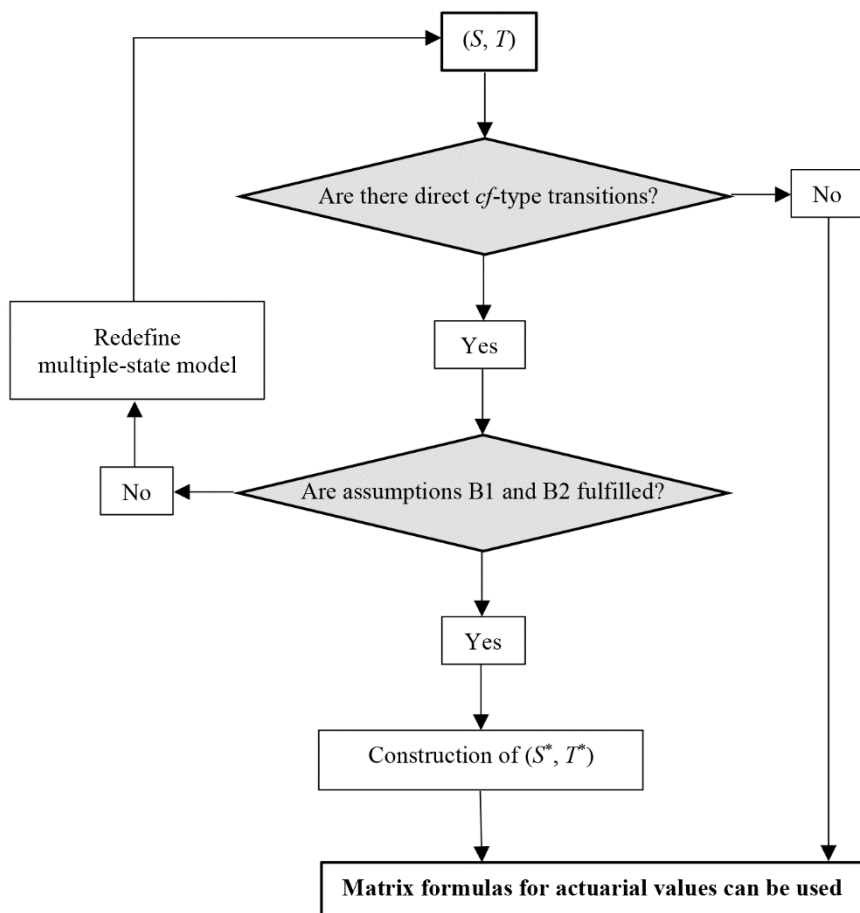 (S, T)
Are there direct cf-type transitions?
No
Yes
Redefine
multiple-state model
No
Are assumptions B1 and B2 fulfilled?
Yes
Construction of (S*, T*)
Matrix formulas for actuarial values can be used